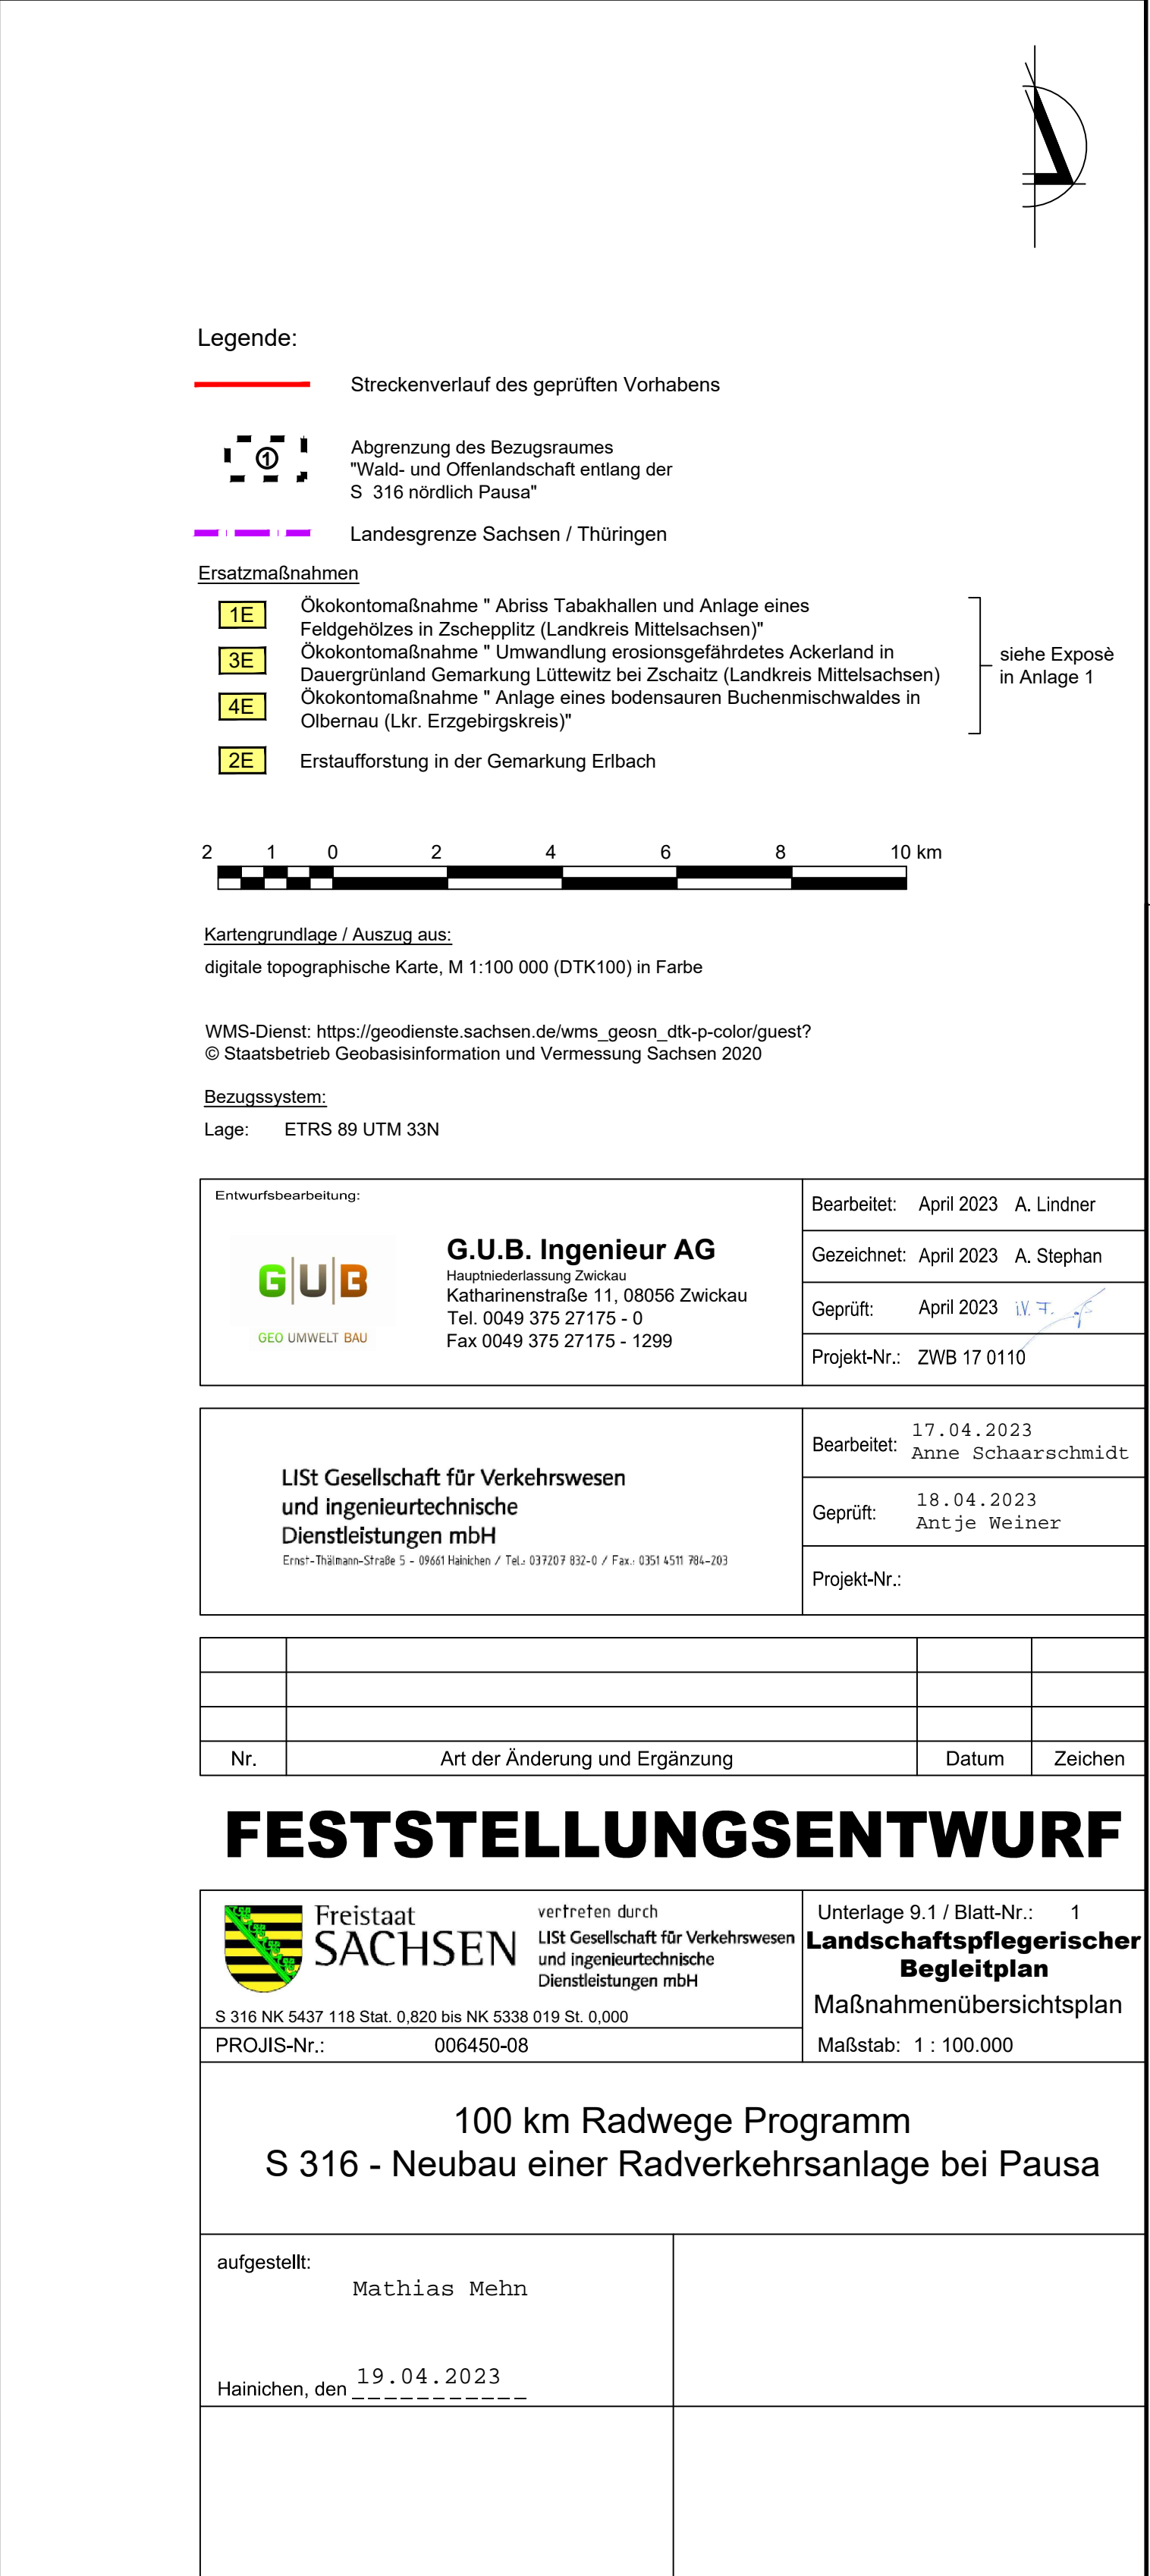 Legende:
Streckenverlauf des geprüften Vorhabens
1
Abgrenzung des Bezugsraumes
"Wald- und Offenlandschaft entlang der
S 316 nördlich Pausa"
Landesgrenze Sachsen / Thüringen
Ersatzmaßnahmen
1E
Ökokontomaßnahme " Abriss Tabakhallen und Anlage eines
Feldgehölzes in Zschepplitz (Landkreis Mittelsachsen)"
3E
Ökokontomaßnahme " Umwandlung erosionsgefährdetes Ackerland in
Dauergrünland Gemarkung Lüttewitz bei Zschaitz (Landkreis Mittelsachsen)
4E
Ökokontomaßnahme " Anlage eines bodensauren Buchenmischwaldes in
Olbernau (Lkr. Erzgebirgskreis)"
siehe Exposè
in Anlage 1
2E
Erstaufforstung in der Gemarkung Erlbach
2 1 0 2 4 6 8 10 km
Kartengrundlage / Auszug aus:
digitale topographische Karte, M 1:100 000 (DTK100) in Farbe
WMS-Dienst: https://geodienste.sachsen.de/wms_geosn_dtk-p-color/guest?
© Staatsbetrieb Geobasisinformation und Vermessung Sachsen 2020
Bezugssystem:
Lage: ETRS 89 UTM 33N
Entwurfsbearbeitung:
G|U|B
GEO UMWELT BAU
G.U.B. Ingenieur AG
Hauptniederlassung Zwickau
Katharinenstraße 11, 08056 Zwickau
Tel. 0049 375 27175 - 0
Fax 0049 375 27175 - 1299
Bearbeitet: April 2023 A. Lindner
Gezeichnet: April 2023 A. Stephan
Geprüft: April 2023 i.V.
Projekt-Nr.: ZWB 17 0110
LISt Gesellschaft für Verkehrswesen
und ingenieurtechnische
Dienstleistungen mbH
Ernst-Thälmann-Straße 5 - 09661 Hainichen / Tel.: 037207 832-0 / Fax.: 0351 4511 784-203
Bearbeitet: 17.04.2023
Anne Schaarschmidt
Geprüft: 18.04.2023
Antje Weiner
Projekt-Nr.:
Nr. Art der Änderung und Ergänzung Datum Zeichen
FESTSTELLUNGSENTWURF
Freistaat
SACHSEN
vertreten durch
LISt Gesellschaft für Verkehrswesen
und ingenieurtechnische
Dienstleistungen mbH
S 316 NK 5437 118 Stat. 0,820 bis NK 5338 019 St. 0,000
PROJIS-Nr.: 006450-08
Unterlage 9.1 / Blatt-Nr.: 1
Landschaftspflegerischer
Begleitplan
Maßnahmenübersichtsplan
Maßstab: 1 : 100.000
100 km Radwege Programm
S 316 - Neubau einer Radverkehrsanlage bei Pausa
aufgestellt:
Mathias Mehn
Hainichen, den 19.04.2023